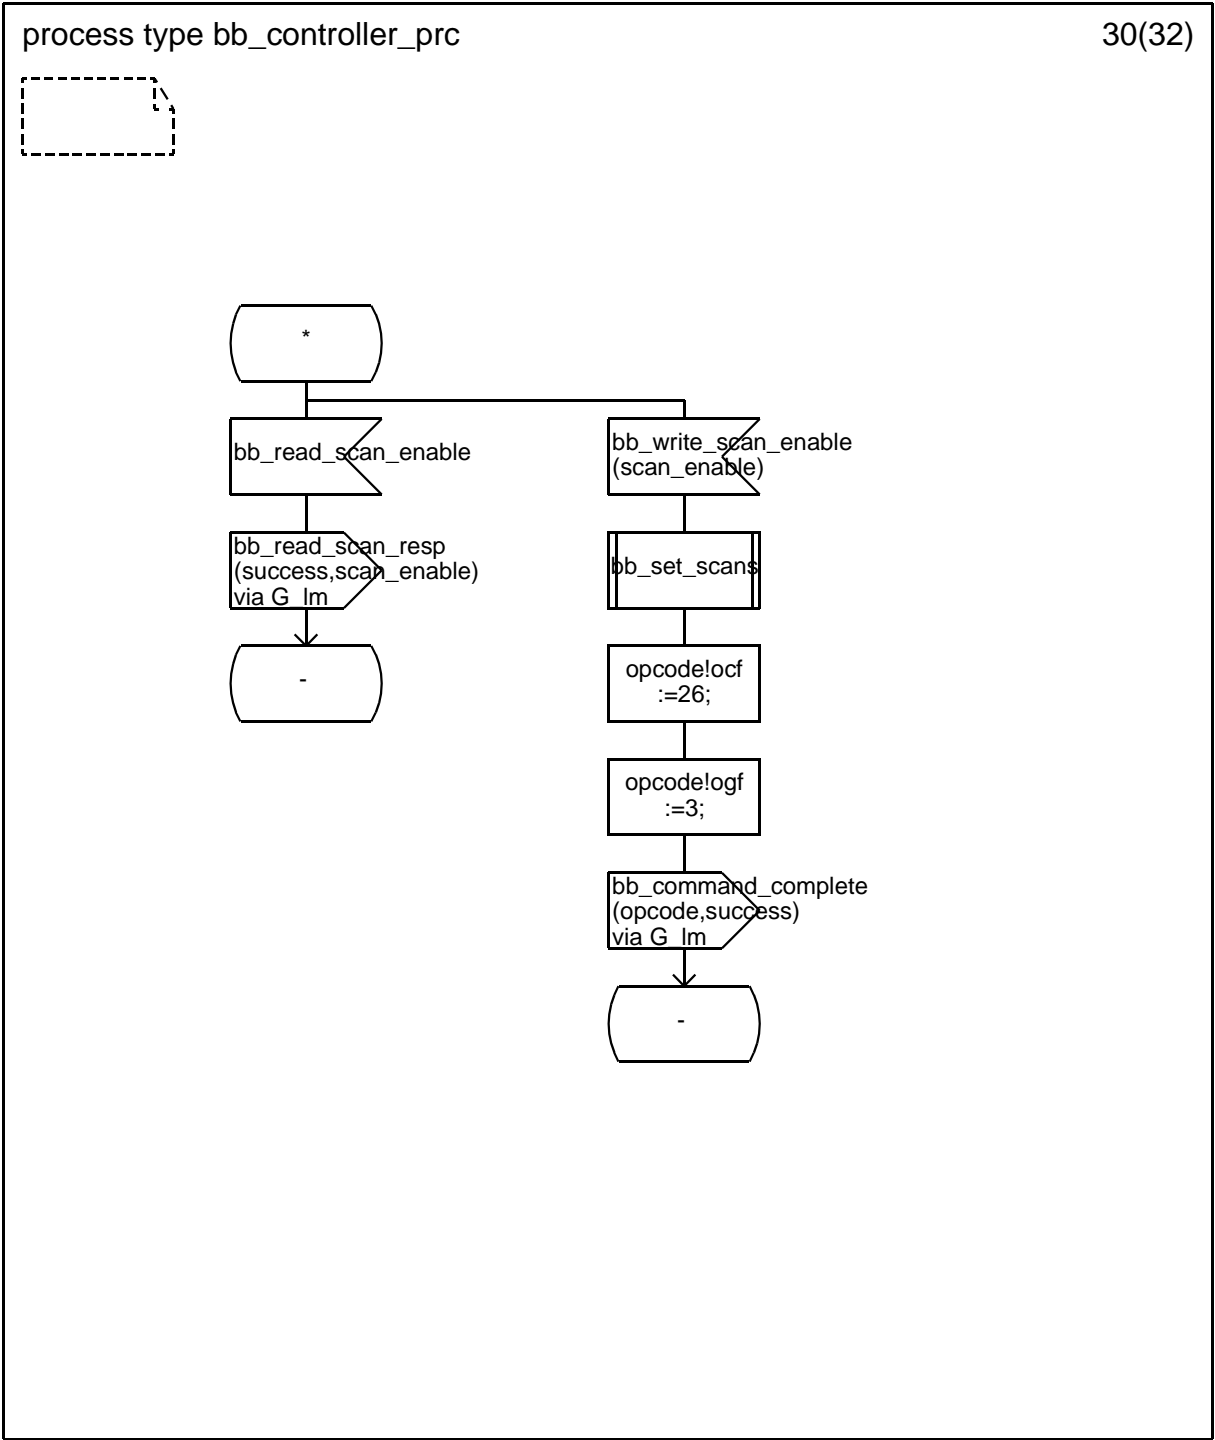 process type bb_controller_prc
30(32)
*
bb_read_scan_enable
bb_read_scan_resp
(success,scan_enable)
via G_lm
-
bb_write_scan_enable
(scan_enable)
bb_set_scans
opcode!ocf
:=26;
opcode!ogf
:=3;
bb_command_complete
(opcode,success)
via G_lm
-